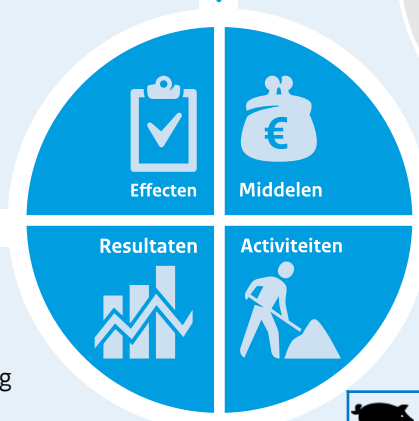 €
Effecten
Middelen
Resultaten
Activiteiten
g